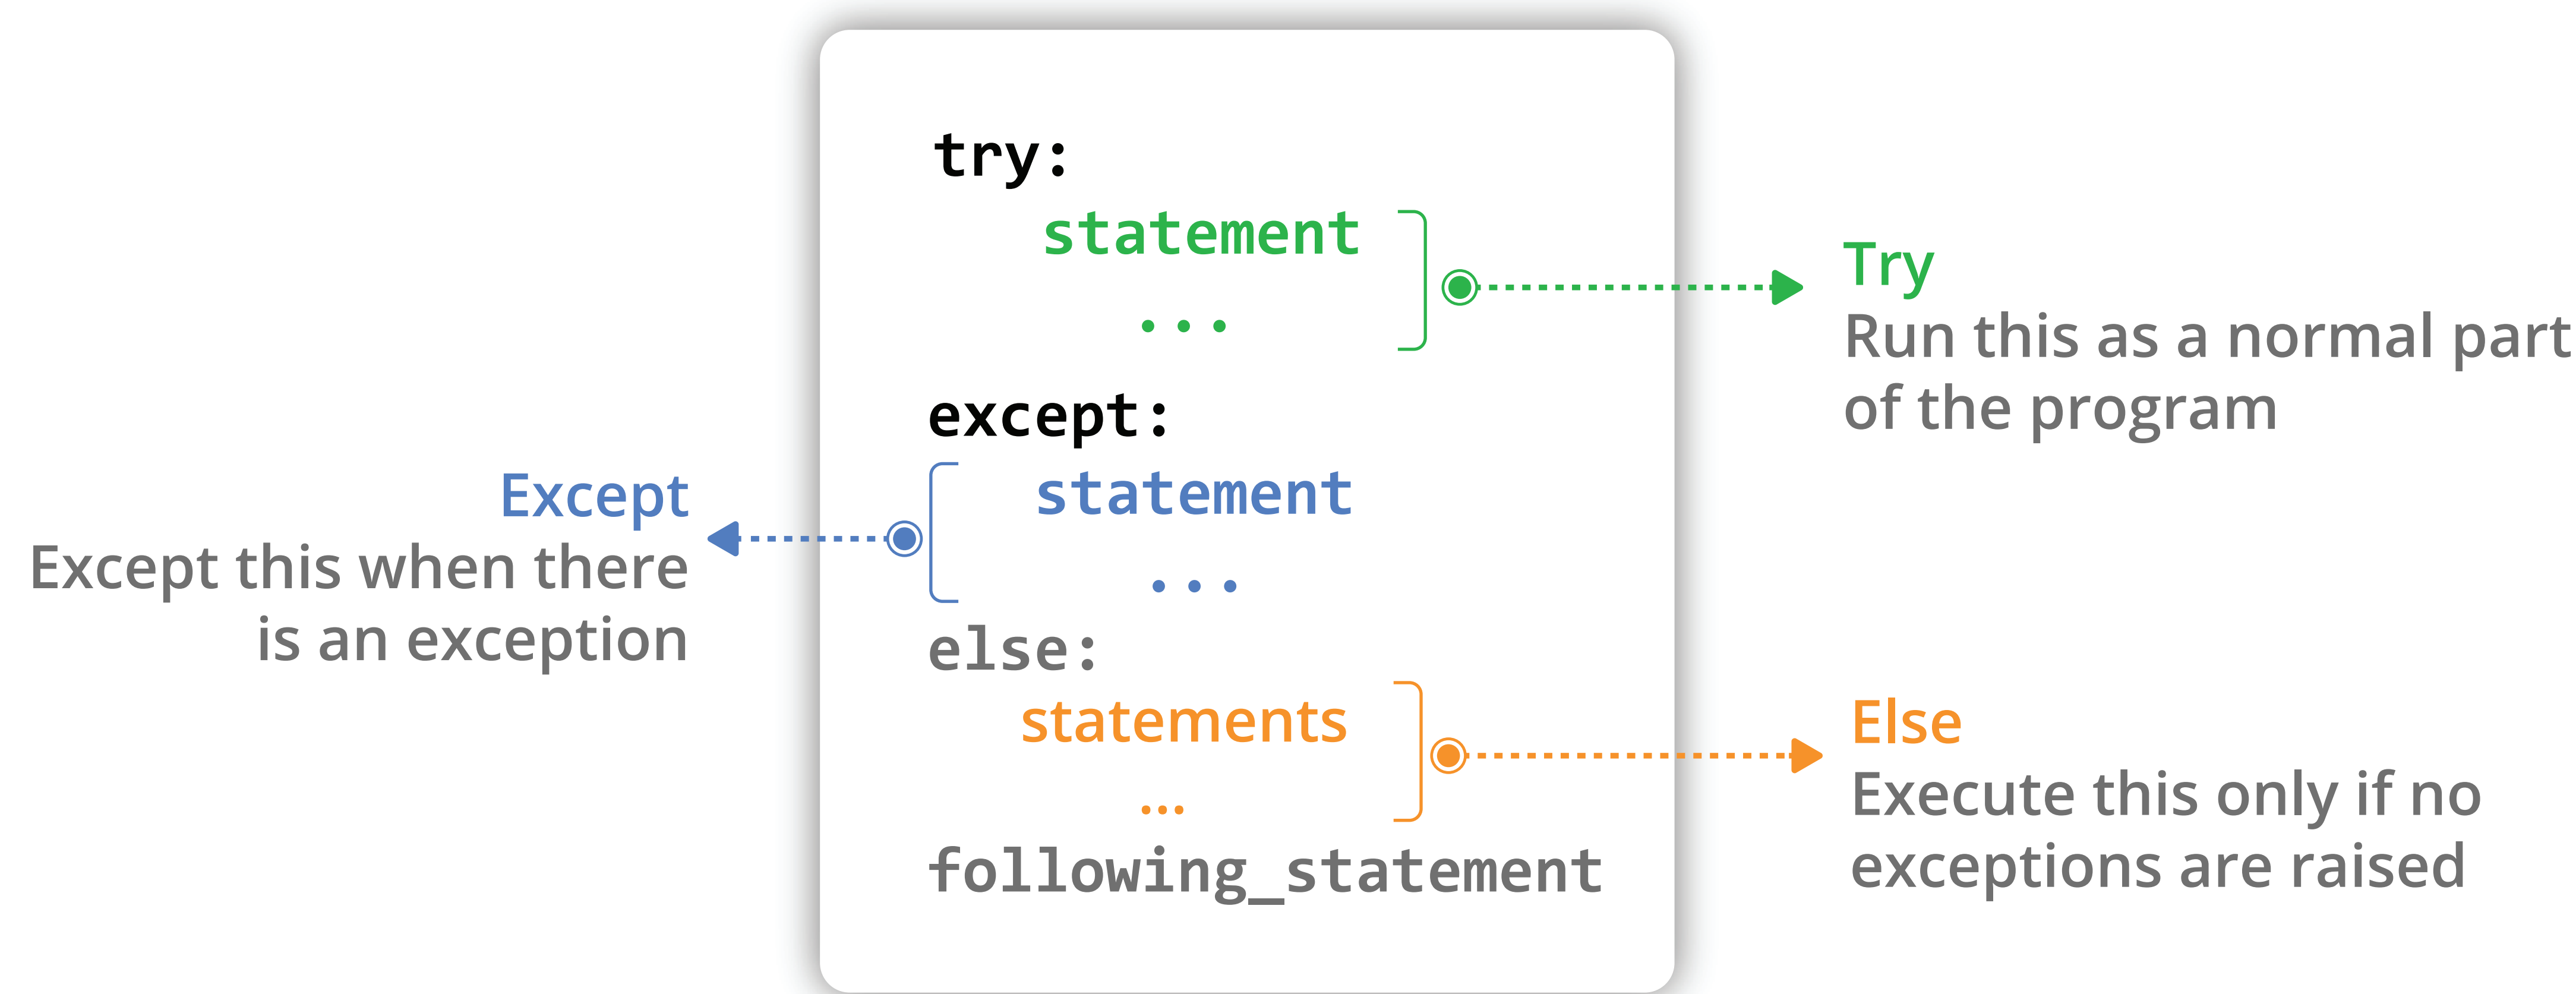 try:
statement
...
except:
statement
...
else:
statements
...
following_statement
Try
Run this as a normal part
of the program
Except
Except this when there
is an exception
Else
Execute this only if no
exceptions are raised